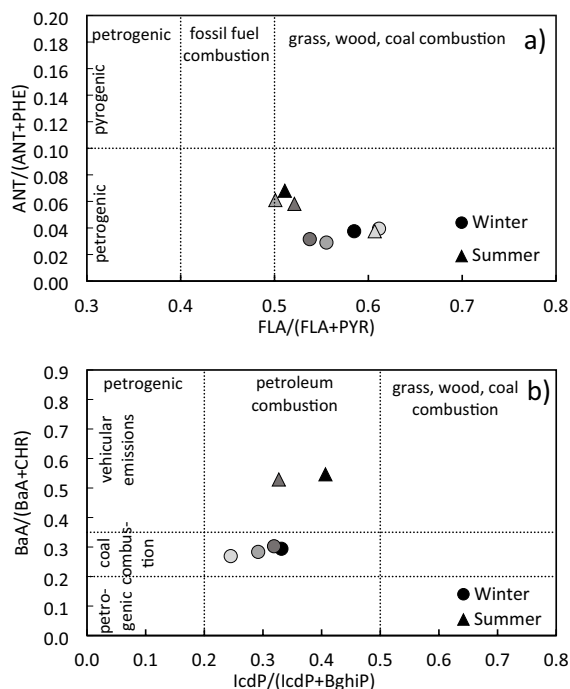 0.20
petrogenic
fossil fuel
combustion
grass, wood, coal combustion
a)
0.18
0.16
0.14
0.12
0.10
0.08
0.06
0.04
0.02
0.00
ANT/(ANT+PHE)
pyrogenic
petrogenic
Winter
Summer
0.3 0.4 0.5 0.6 0.7 0.8
FLA/(FLA+PYR)
0.9
petrogenic
petroleum
combustion
grass, wood, coal
combustion
b)
0.8
0.7
0.6
0.5
0.4
0.3
0.2
0.1
0.0
BaA/(BaA+CHR)
vehicular
emissions
coal
combus-
tion
petro-
genic
Winter
Summer
0.0 0.1 0.2 0.3 0.4 0.5 0.6 0.7 0.8
IcdP/(IcdP+BghiP)